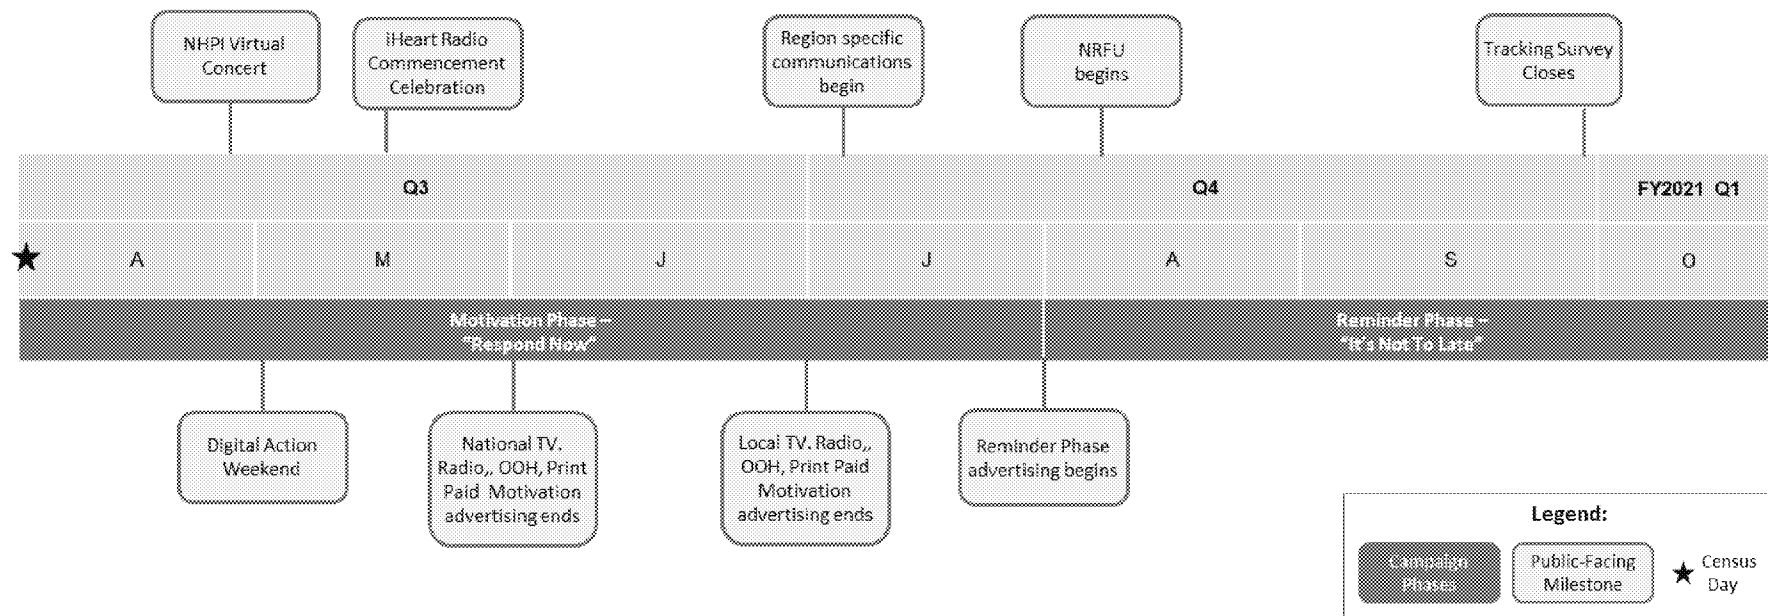 NHPI Virtual
Concert
iHeart Radio
Commencement
Celebration
Region specific
communications
begin
NRFU
begins
Tracking Survey
Closes
Q3
Q4
FY2021 Q1
A
M
J
J
A
S
O
Motivation Phase –
"Respond Now"
Reminder Phase –
"It's Not To Late"
Digital Action
Weekend
National TV.
Radio,, OOH, Print
Paid Motivation
advertising ends
Local TV. Radio,,
OOH, Print Paid
Motivation
advertising ends
Reminder Phase
advertising begins
Legend:
Campaign
Phases
Public-Facing
Milestone
Census
Day